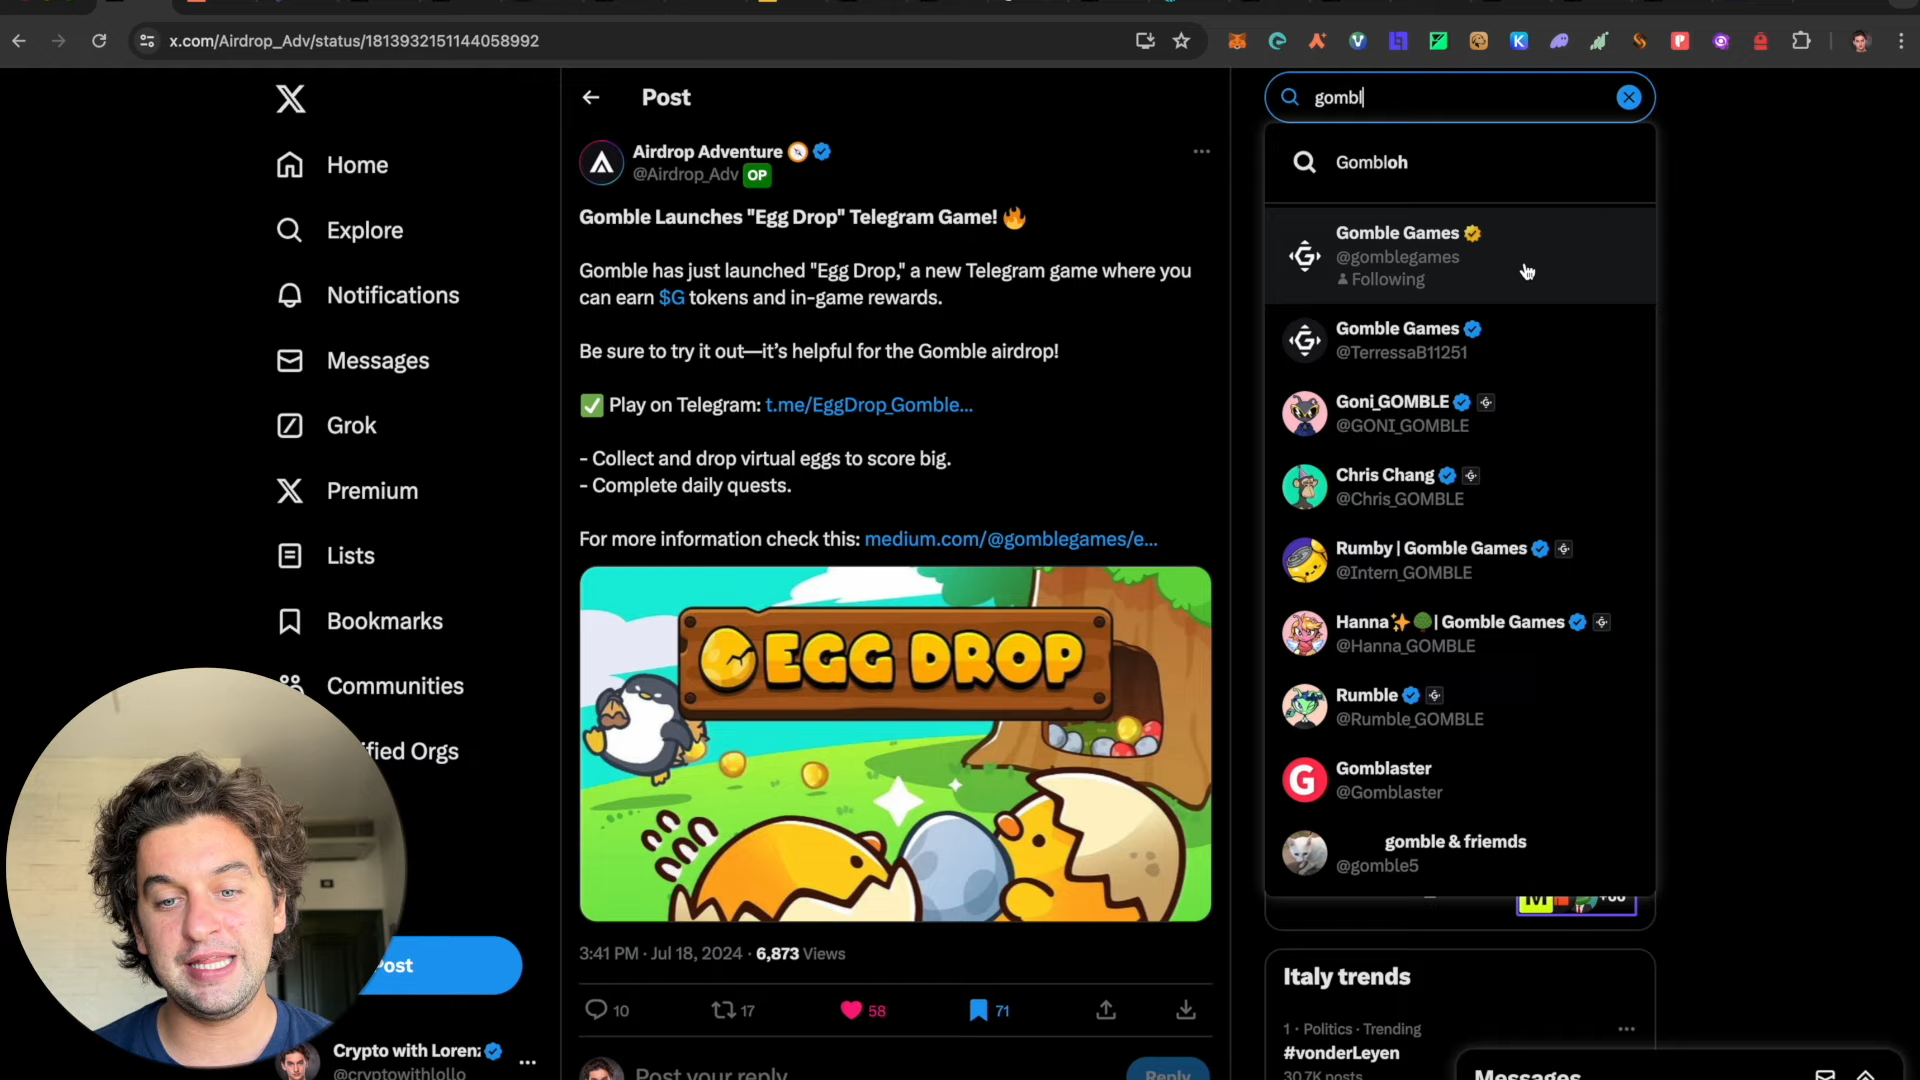 x.com/Airdrop_Adv/status/1813932151144058992
Home
Explore
Notifications
Messages
Grok
Premium
Lists
Bookmarks
Communities
ified Orgs
Post
Crypto with Loren
@cryptowithlollo
Post
Airdrop Adventure
@Airdrop_Adv OP
Gomble Launches "Egg Drop" Telegram Game! 🔥
Gomble has just launched "Egg Drop," a new Telegram game where you
can earn $G tokens and in-game rewards.
Be sure to try it out—it’s helpful for the Gomble airdrop!
✅ Play on Telegram: t.me/EggDrop_Gomble...
- Collect and drop virtual eggs to score big.
- Complete daily quests.
For more information check this: medium.com/@gomblegames/e...
EGG DROP
3:41 PM · Jul 18, 2024 · 6,873 Views
10
17
58
71
Post your reply
Reply
gombl
Gombloh
Gomble Games
@gomblegames
Following
Gomble Games
@TerressaB11251
Goni_GOMBLE
@GONI_GOMBLE
Chris Chang
@Chris_GOMBLE
Rumby | Gomble Games
@Intern_GOMBLE
Hanna✨🌳| Gomble Games
@Hanna_GOMBLE
Rumble
@Rumble_GOMBLE
Gomblaster
@Gomblaster
gomble & friemds
@gomble5
Italy trends
1 · Politics · Trending
#vonderLeyen
30.7K posts
Messages